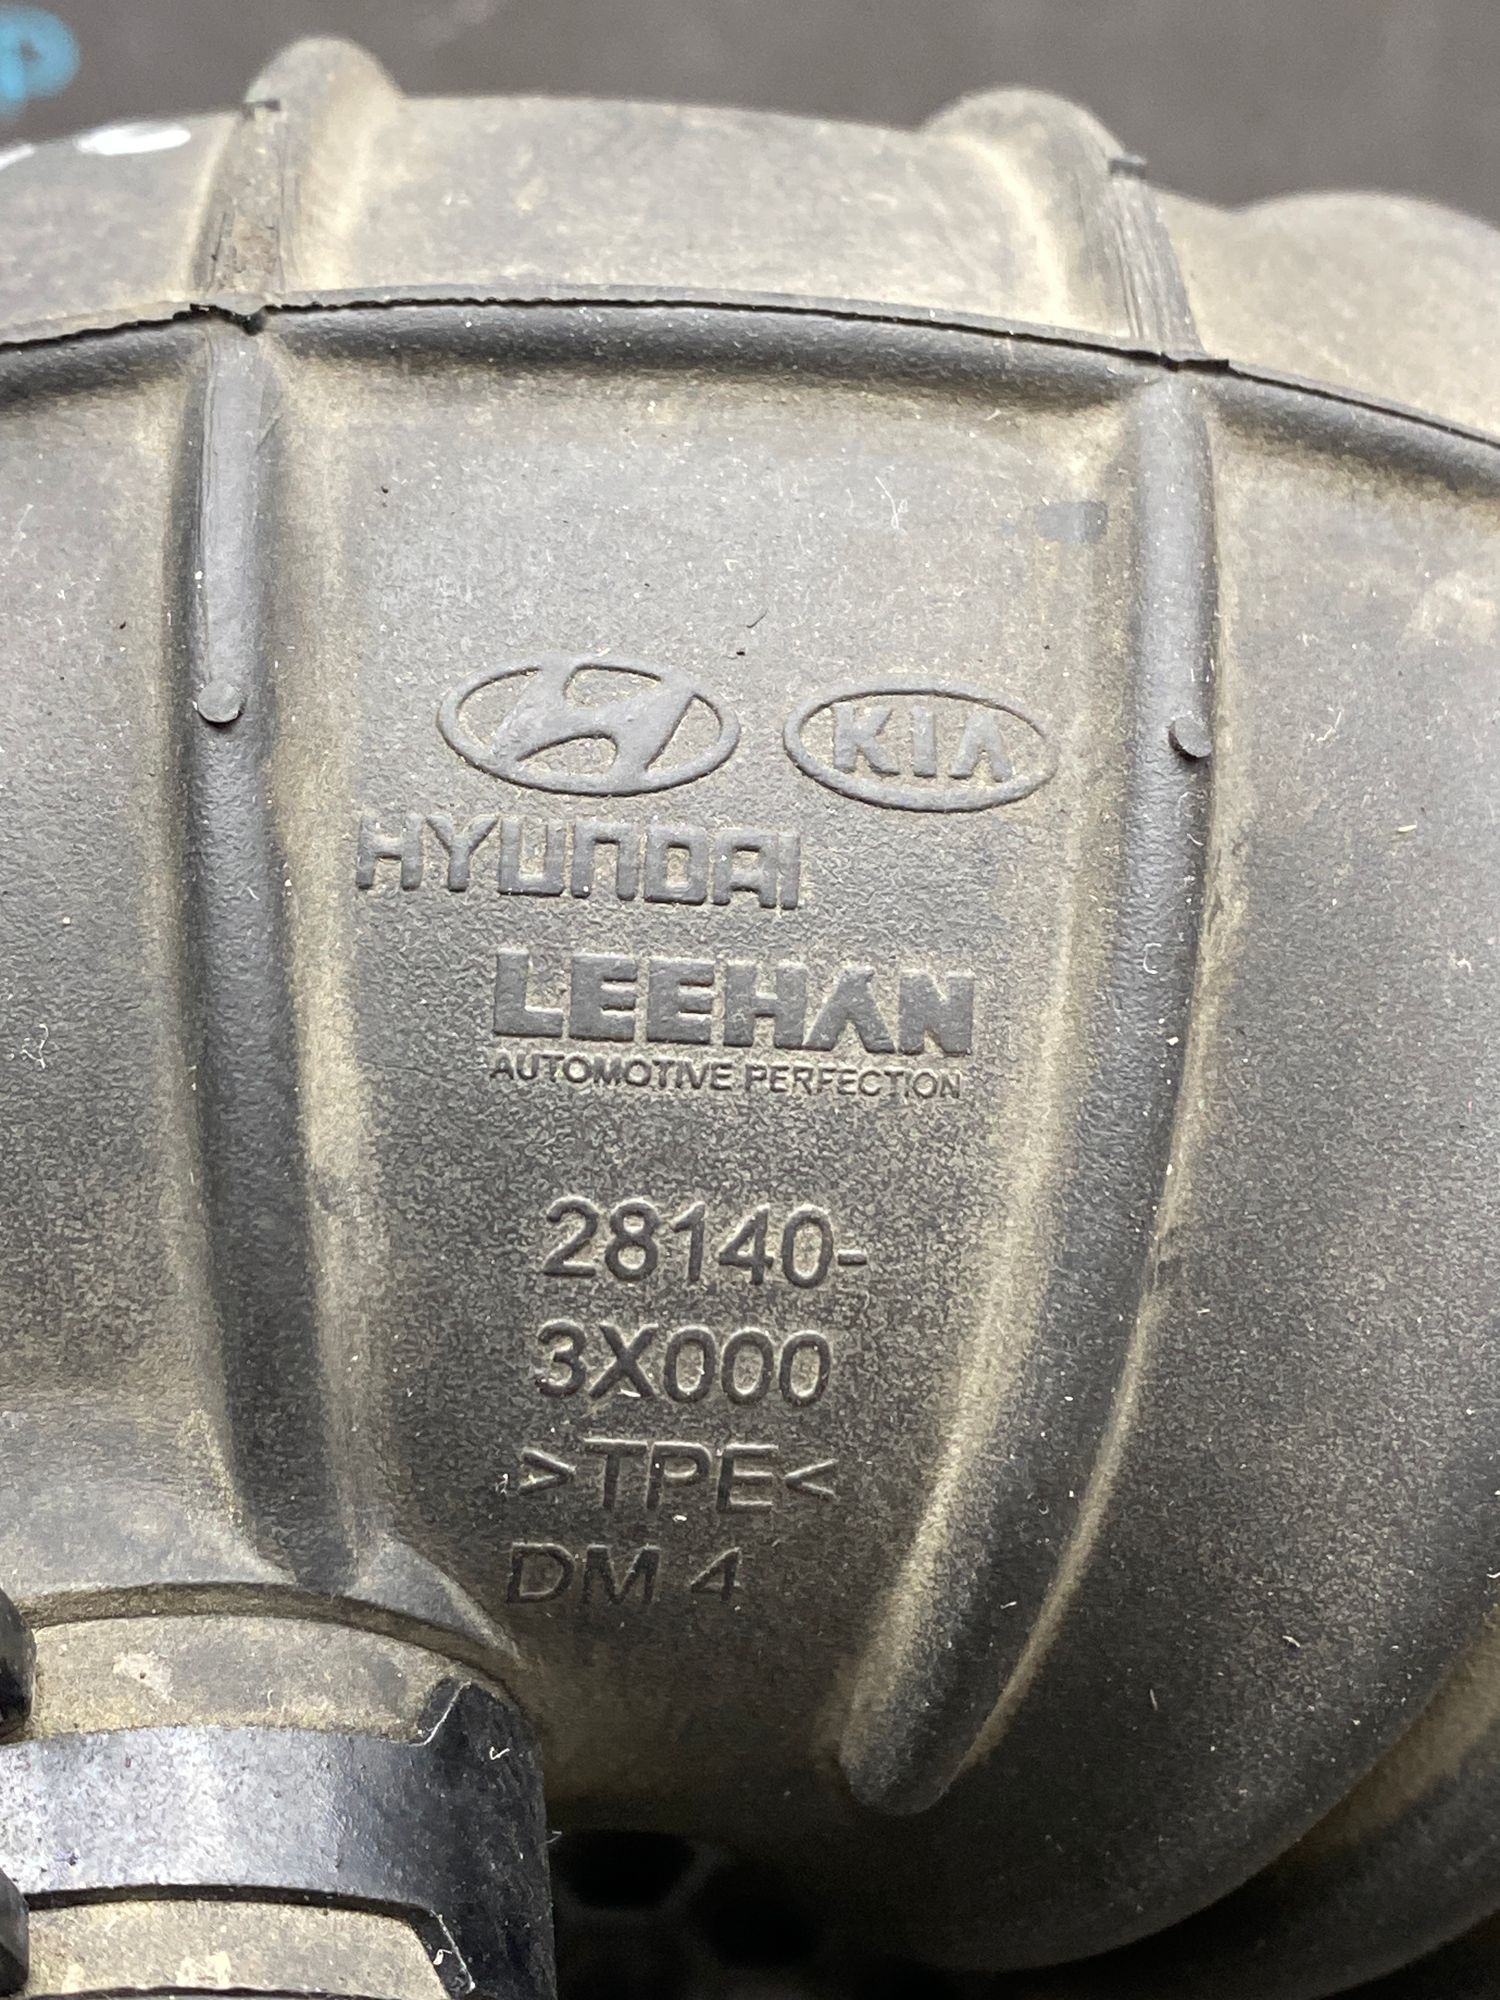 P
KIA
HYUNDAI
LEEHAN
AUTOMOTIVE PERFECTION
28140-
3X000
>TPE<
DM 4